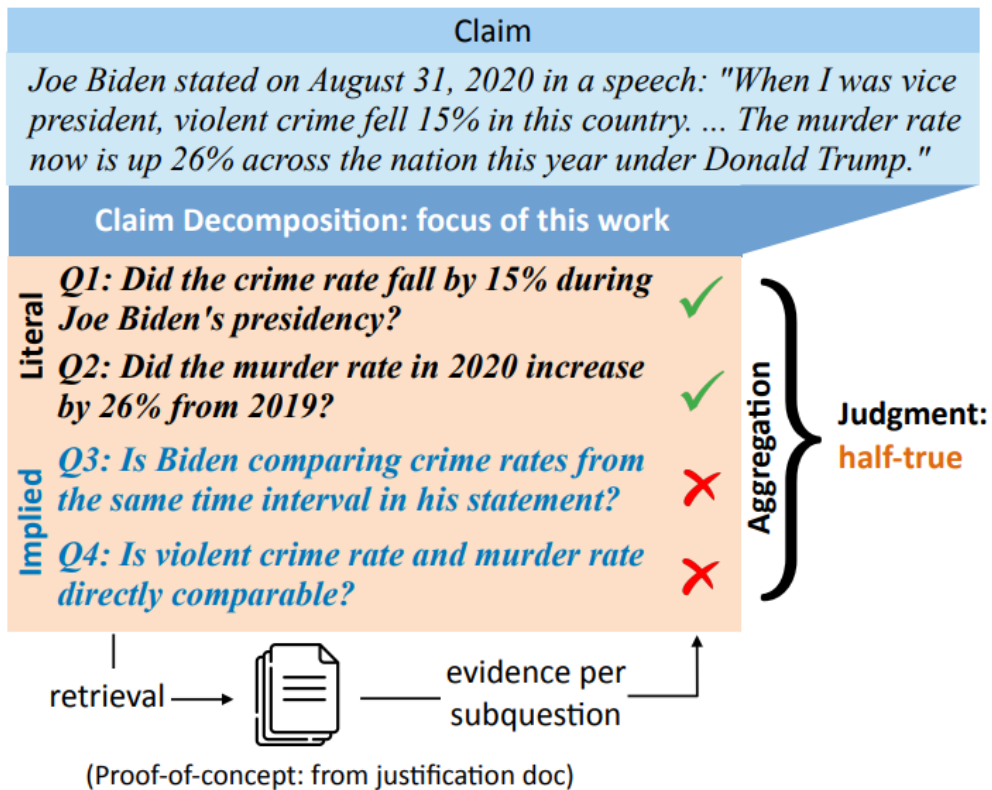 Claim
Joe Biden stated on August 31, 2020 in a speech: "When I was vice
president, violent crime fell 15% in this country. ... The murder rate
now is up 26% across the nation this year under Donald Trump."
Claim Decomposition: focus of this work
Literal
Q1: Did the crime rate fall by 15% during
Joe Biden's presidency?
Q2: Did the murder rate in 2020 increase
by 26% from 2019?
Implied
Q3: Is Biden comparing crime rates from
the same time interval in his statement?
Q4: Is violent crime rate and murder rate
directly comparable?
Aggregation
Judgment:
half-true
retrieval
evidence per
subquestion
(Proof-of-concept: from justification doc)